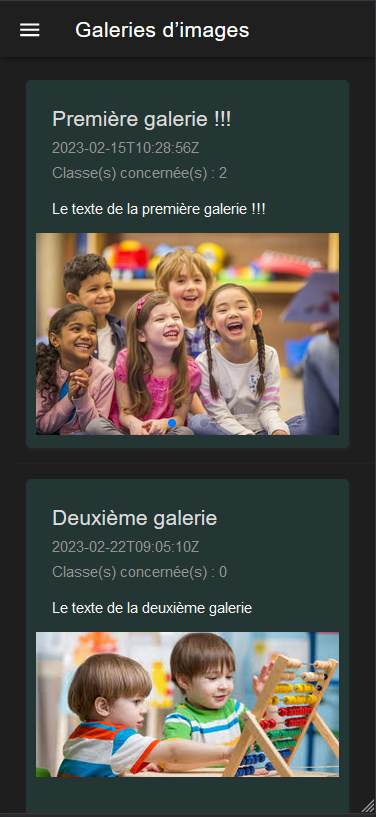 Galeries d’images
Première galerie !!!
2023-02-15T10:28:56Z
Classe(s) concernée(s) : 2
Le texte de la première galerie !!!
Deuxième galerie
2023-02-22T09:05:10Z
Classe(s) concernée(s) : 0
Le texte de la deuxième galerie